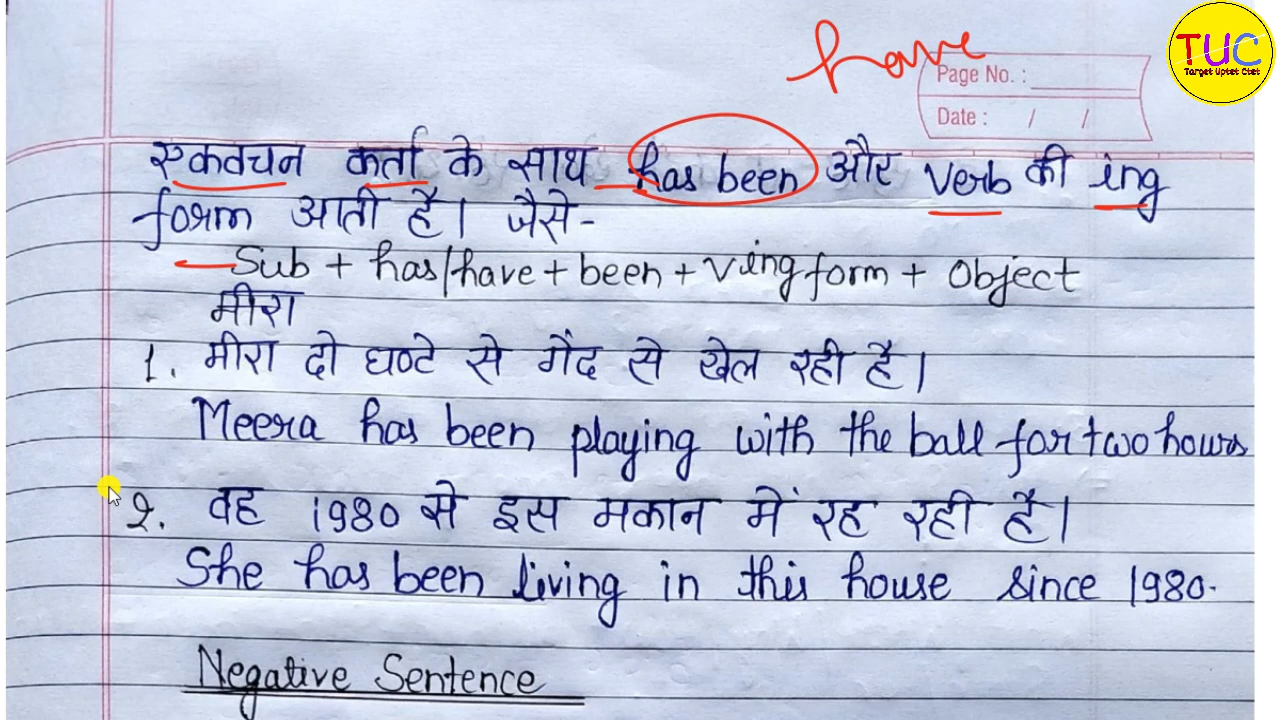 have
TUC
Target Uptet Ctet
Page No. :
Date : / /
एकवचन कर्ता के साथ has been और verb की ing
form आती है। जैसे-
Sub + has/have + been + Ving form + Object
मीरा
1. मीरा दो घण्टे से गेंद से खेल रही है।
Meera has been playing with the ball for two hours
2. वह 1980 से इस मकान में रह रही है।
She has been living in this house since 1980.
Negative Sentence